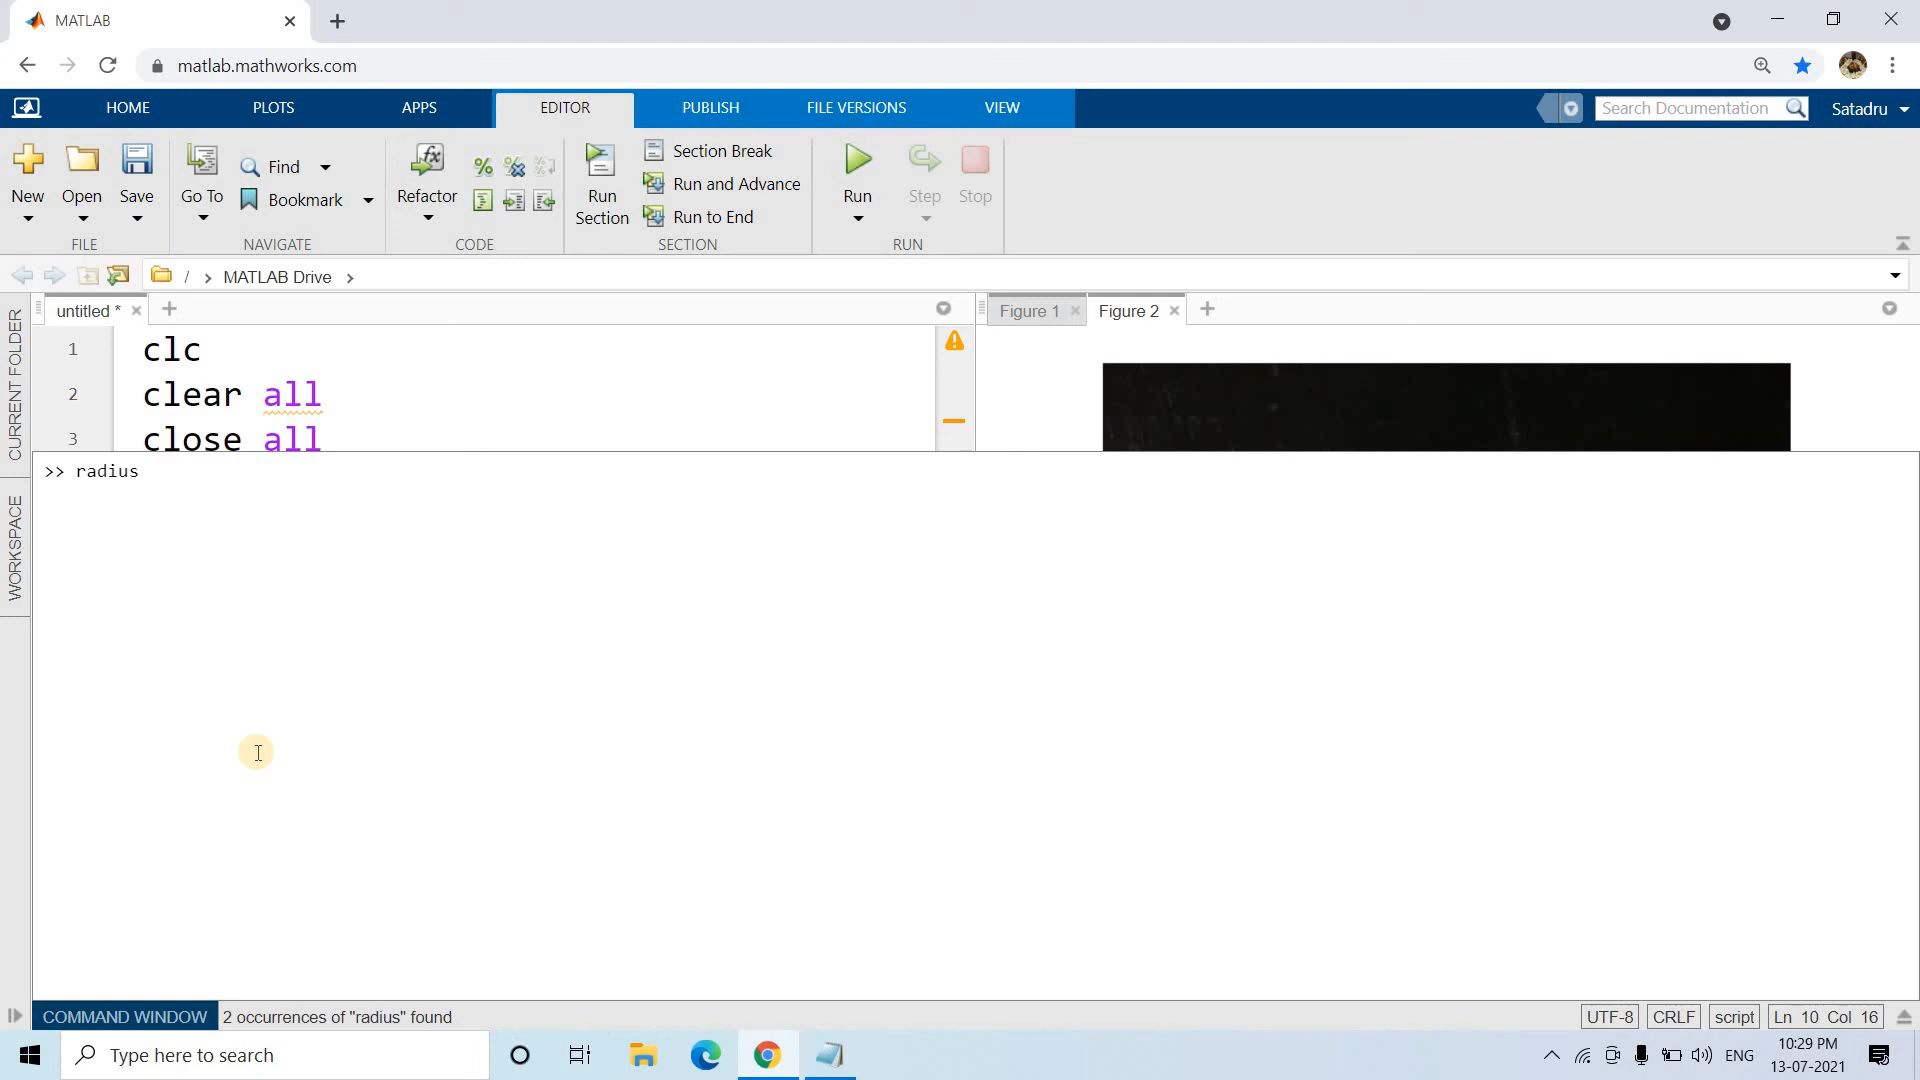 MATLAB
matlab.mathworks.com
HOME PLOTS APPS EDITOR PUBLISH FILE VERSIONS VIEW Search Documentation Satadru
New Open Save Go To Find Bookmark Refactor Run Section Section Break Run and Advance Run to End Run Step Stop
FILE NAVIGATE CODE SECTION RUN
/ MATLAB Drive
CURRENT FOLDER
WORKSPACE
untitled * Figure 1 Figure 2
1 clc
2 clear all
3 close all
>> radius
COMMAND WINDOW 2 occurrences of "radius" found UTF-8 CRLF script Ln 10 Col 16
Type here to search ENG 10:29 PM
13-07-2021